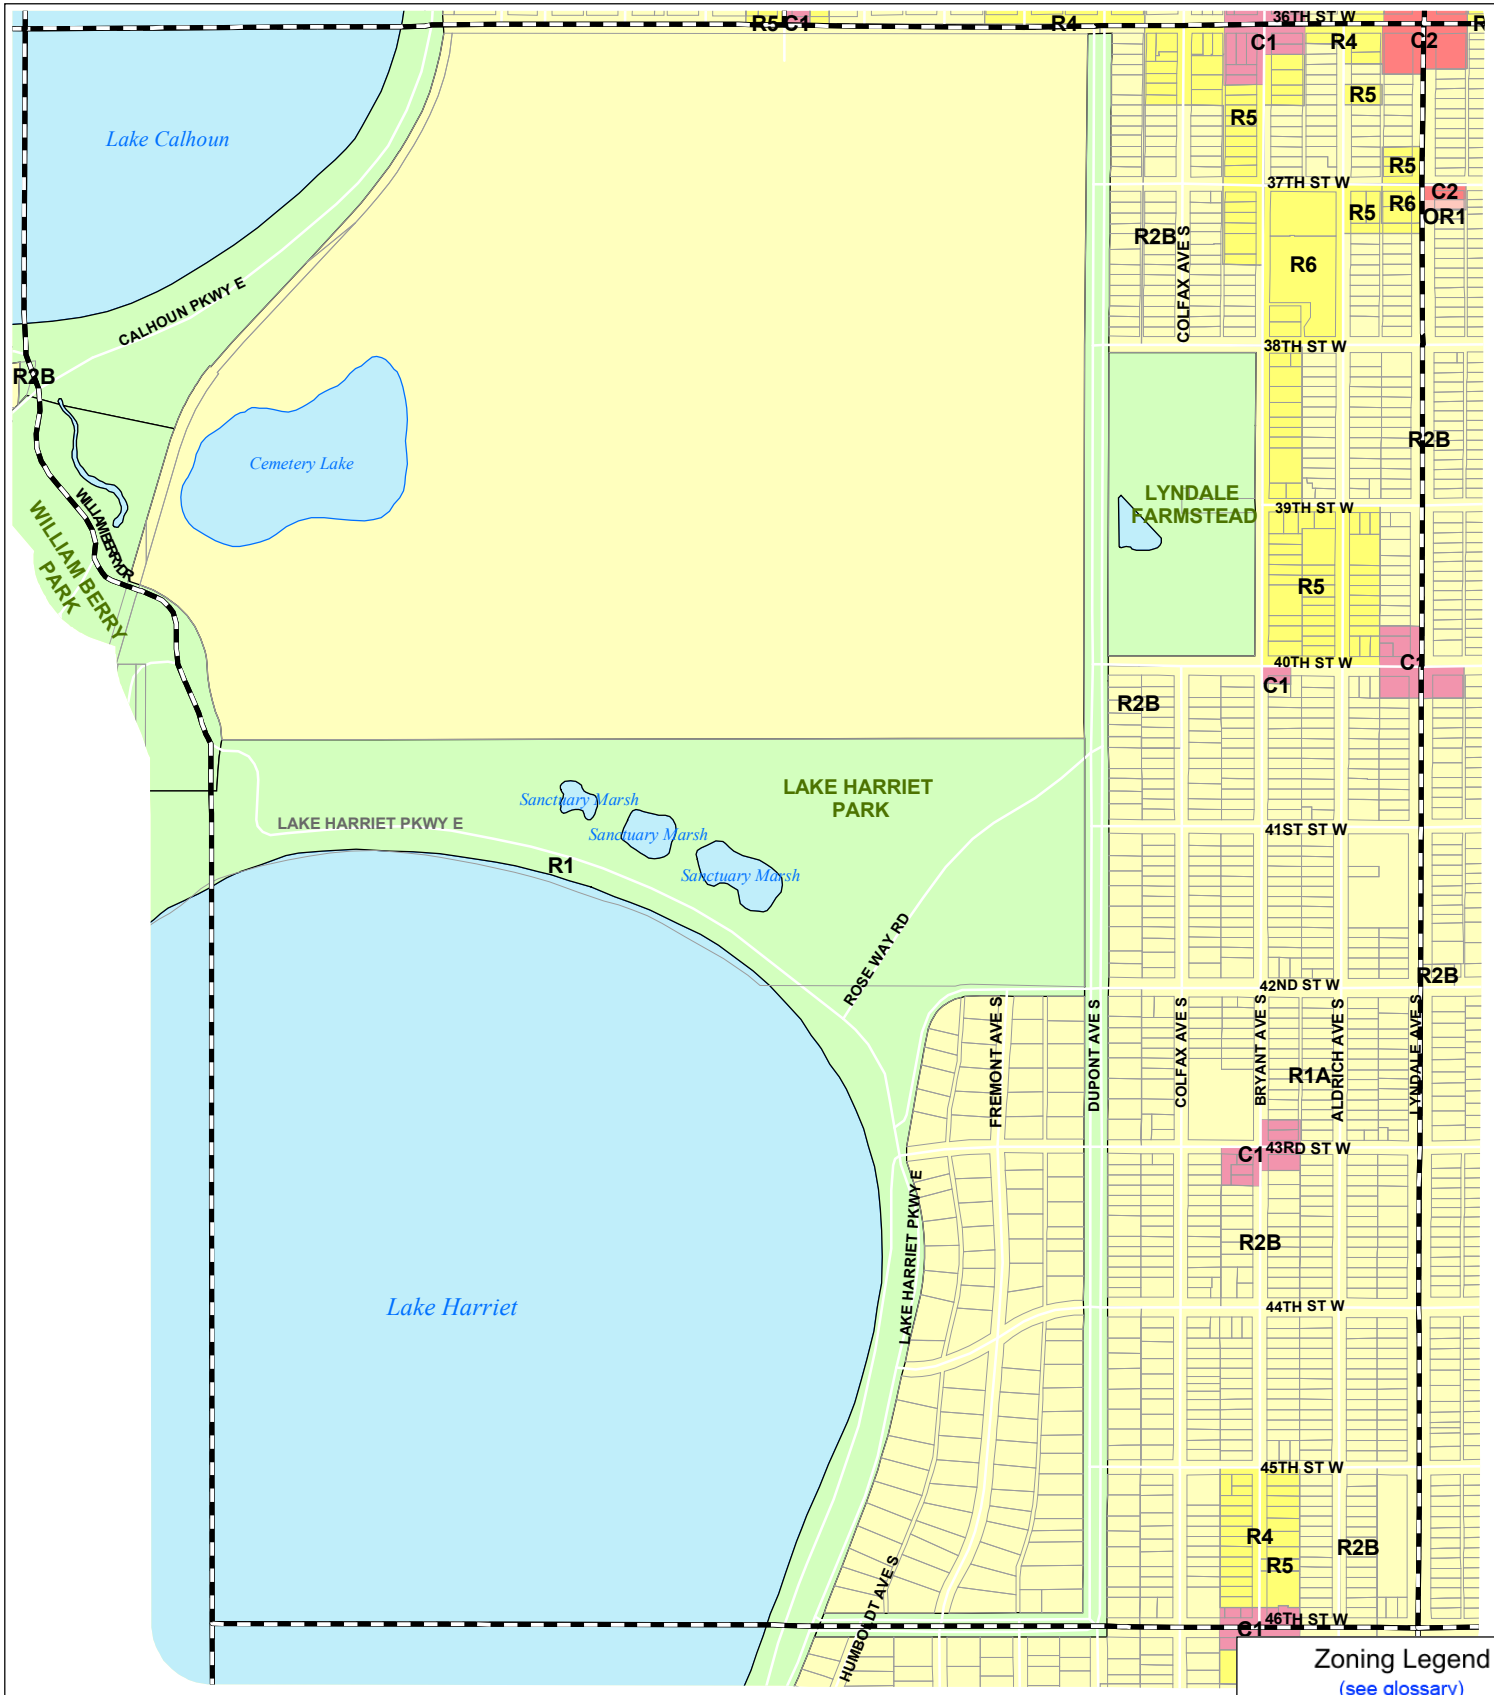 R5 C1
R4
36TH ST W
R
C1
R4
C2
Lake Calhoun
R5
R5
R5
37TH ST W
C2
R5
R6
OR1
R2B
COLFAX AVE S
R6
CALHOUN PKWY E
38TH ST W
R2B
R2B
Cemetery Lake
LYNDALE
FARMSTEAD
39TH ST W
WILLIAM BERRY DR
WILLIAM BERRY
PARK
R5
40TH ST W
C1
C1
R2B
LAKE HARRIET
PARK
Sanctuary Marsh
LAKE HARRIET PKWY E
Sanctuary Marsh
41ST ST W
R1
Sanctuary Marsh
ROSE WAY RD
R2B
42ND ST W
FREMONT AVE S
DUPONT AVE S
COLFAX AVE S
BRYANT AVE S
ALDRICH AVE S
LYNDALE AVE S
R1A
C1
43RD ST W
LAKE HARRIET PKWY E
R2B
Lake Harriet
44TH ST W
45TH ST W
R4
R5
R2B
HUMBOLDT AVE S
46TH ST W
C1
Zoning Legend
(see glossary)